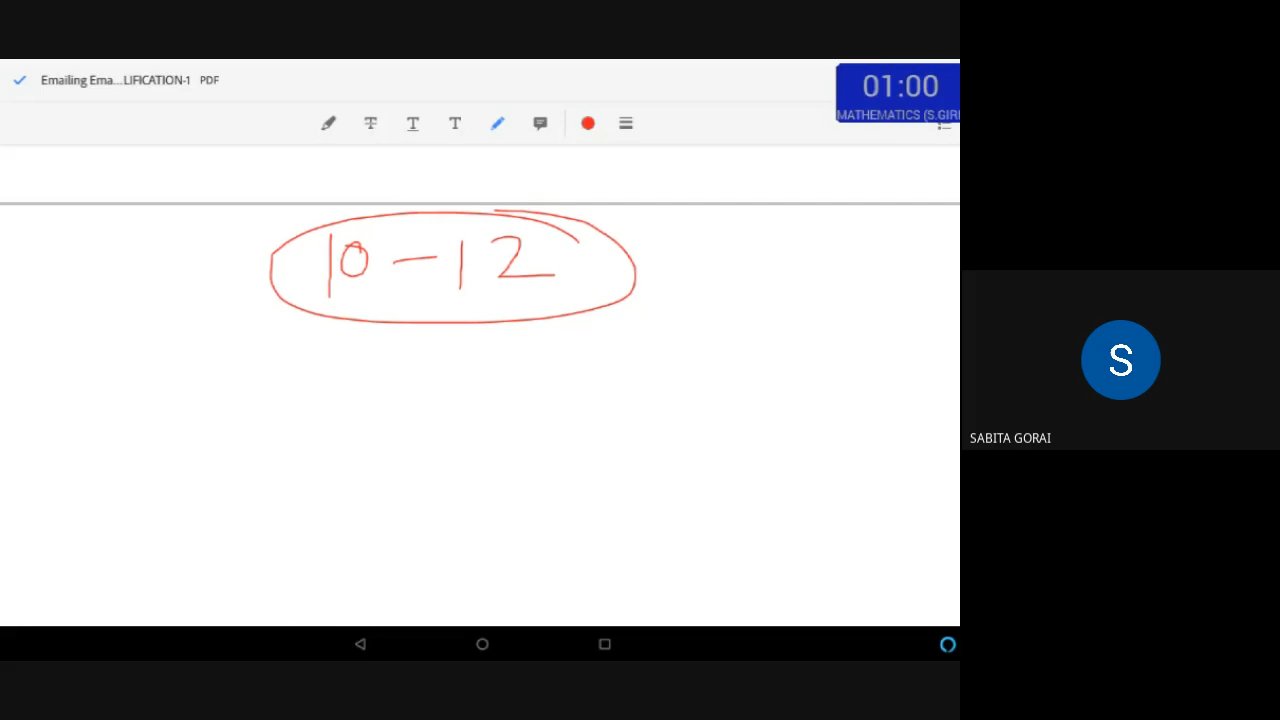 Emailing Ema...LIFICATION-1 PDF
01:00
MATHEMATICS (S.GIRI
T T T
10-12
S
SABITA GORAI